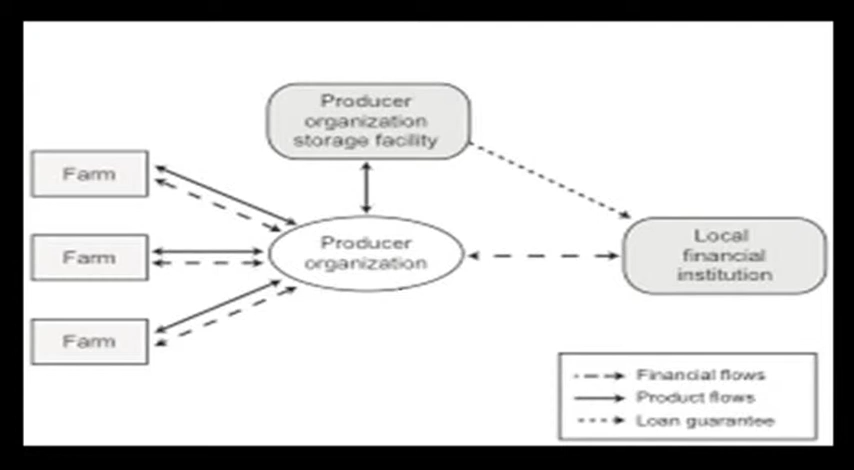 Producer
organization
storage facility
Farm
Farm
Producer
organization
Local
financial
institution
Farm
Financial flows
Product flows
Loan guarantee